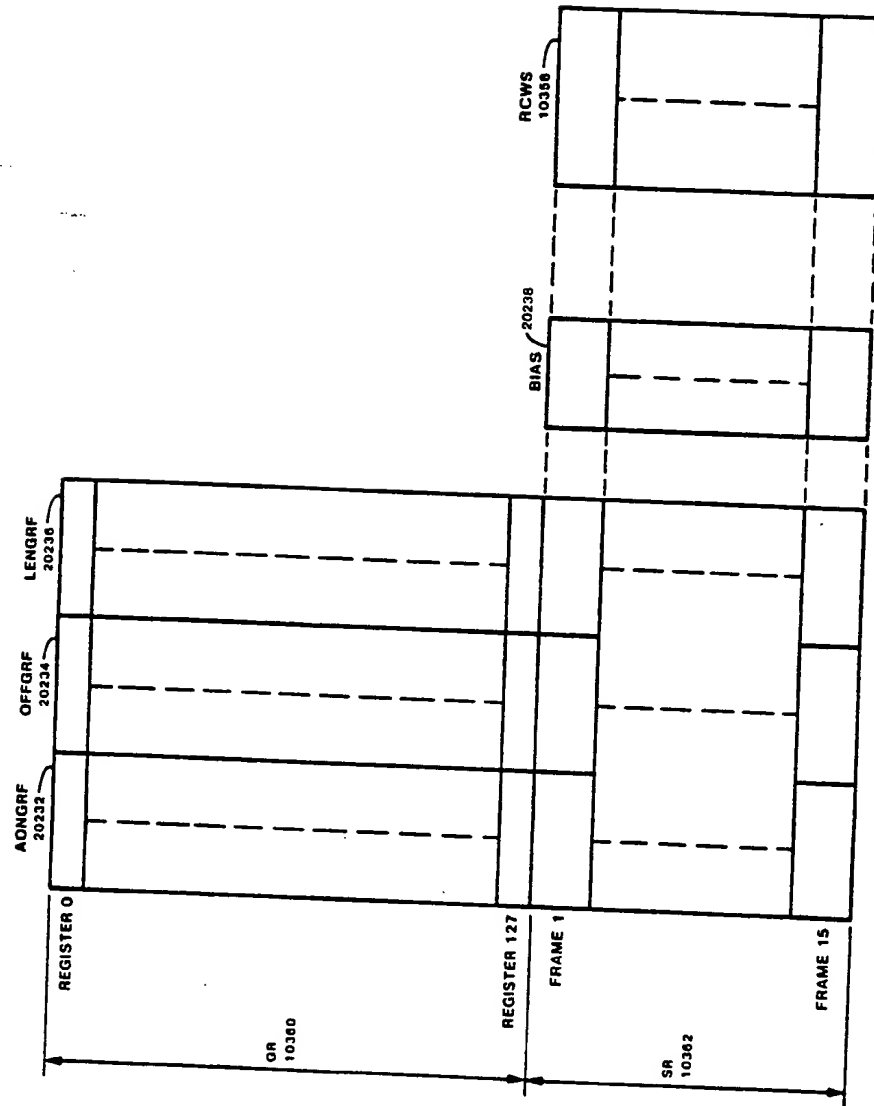 AONGRF
20232
OFFGRF
20234
LENGRF
20236
REGISTER 0
GR
10360
REGISTER 127
FRAME 1
SR
10362
FRAME 15
BIAS
20238
RCWS
10358